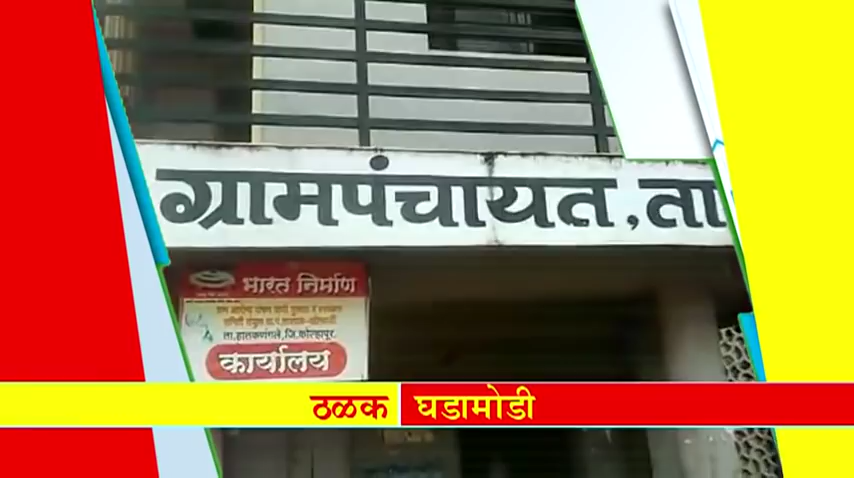 ग्रामपंचायत, ता
भारत निर्माण
ता.हातकणंगले, जि.कोल्हापूर.
कार्यालय
ठळक घडामोडी